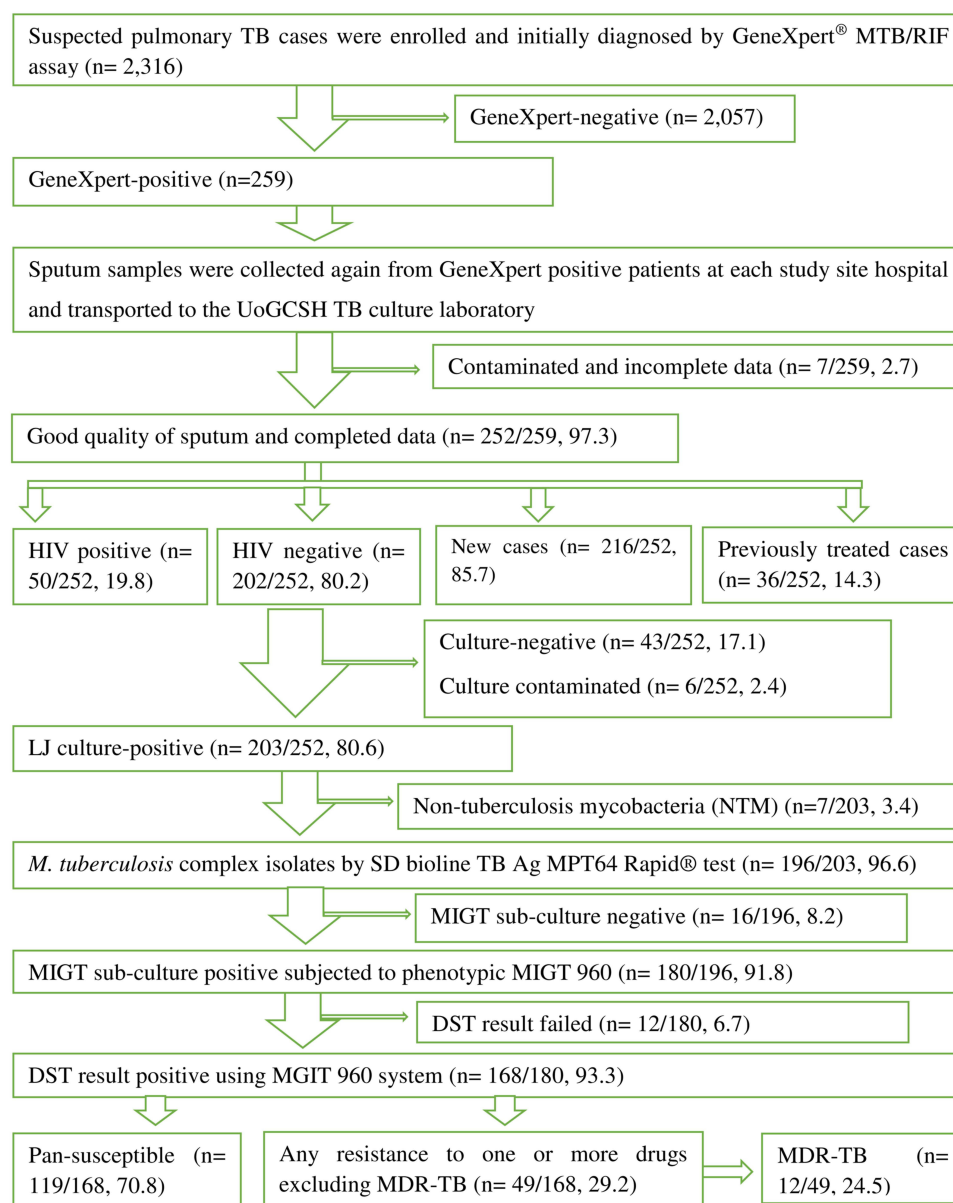 Suspected pulmonary TB cases were enrolled and initially diagnosed by GeneXpert® MTB/RIF
assay (n= 2,316)
GeneXpert-negative (n= 2,057)
GeneXpert-positive (n=259)
Sputum samples were collected again from GeneXpert positive patients at each study site hospital
and transported to the UoGCSH TB culture laboratory
Contaminated and incomplete data (n= 7/259, 2.7)
Good quality of sputum and completed data (n= 252/259, 97.3)
HIV positive (n=
50/252, 19.8)
HIV negative (n=
202/252, 80.2)
New cases (n= 216/252,
85.7)
Previously treated cases
(n= 36/252, 14.3)
Culture-negative (n= 43/252, 17.1)
Culture contaminated (n= 6/252, 2.4)
LJ culture-positive (n= 203/252, 80.6)
Non-tuberculosis mycobacteria (NTM) (n=7/203, 3.4)
M. tuberculosis complex isolates by SD bioline TB Ag MPT64 Rapid® test (n= 196/203, 96.6)
MIGT sub-culture negative (n= 16/196, 8.2)
MIGT sub-culture positive subjected to phenotypic MIGT 960 (n= 180/196, 91.8)
DST result failed (n= 12/180, 6.7)
DST result positive using MGIT 960 system (n= 168/180, 93.3)
Pan-susceptible (n=
119/168, 70.8)
Any resistance to one or more drugs
excluding MDR-TB (n= 49/168, 29.2)
MDR-TB (n=
12/49, 24.5)